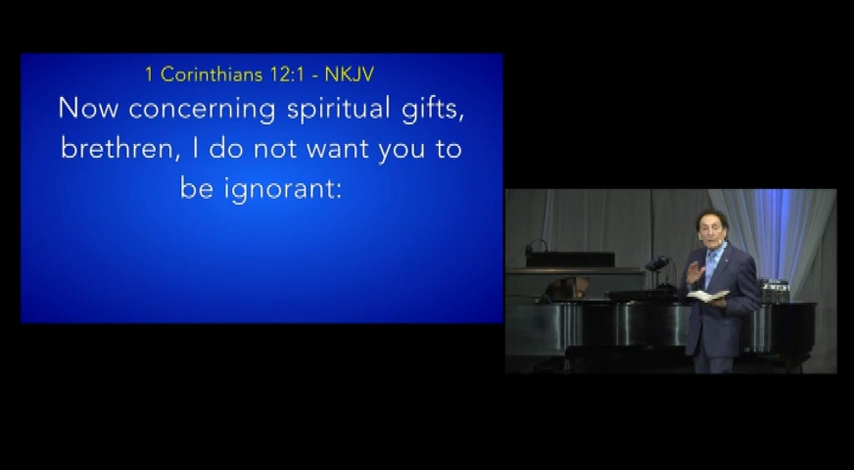 1 Corinthians 12:1 - NKJV
Now concerning spiritual gifts,
brethren, I do not want you to
be ignorant: